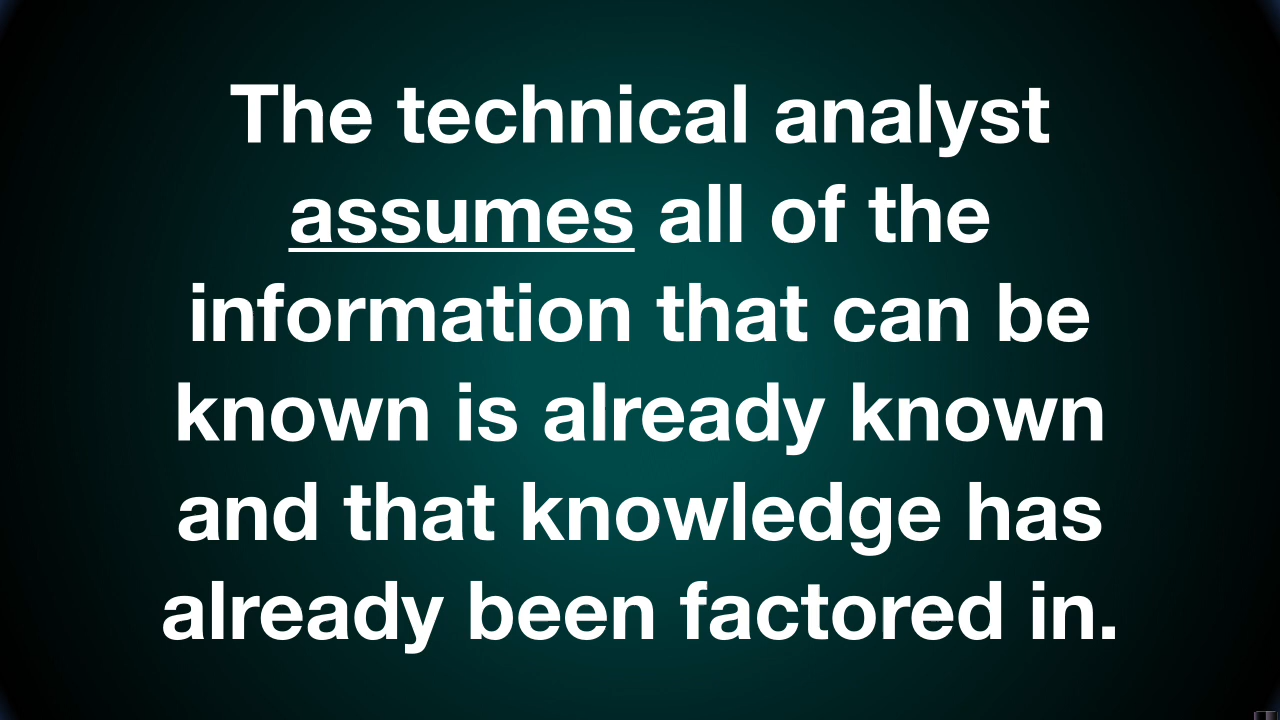 The technical analyst
assumes all of the
information that can be
known is already known
and that knowledge has
already been factored in.